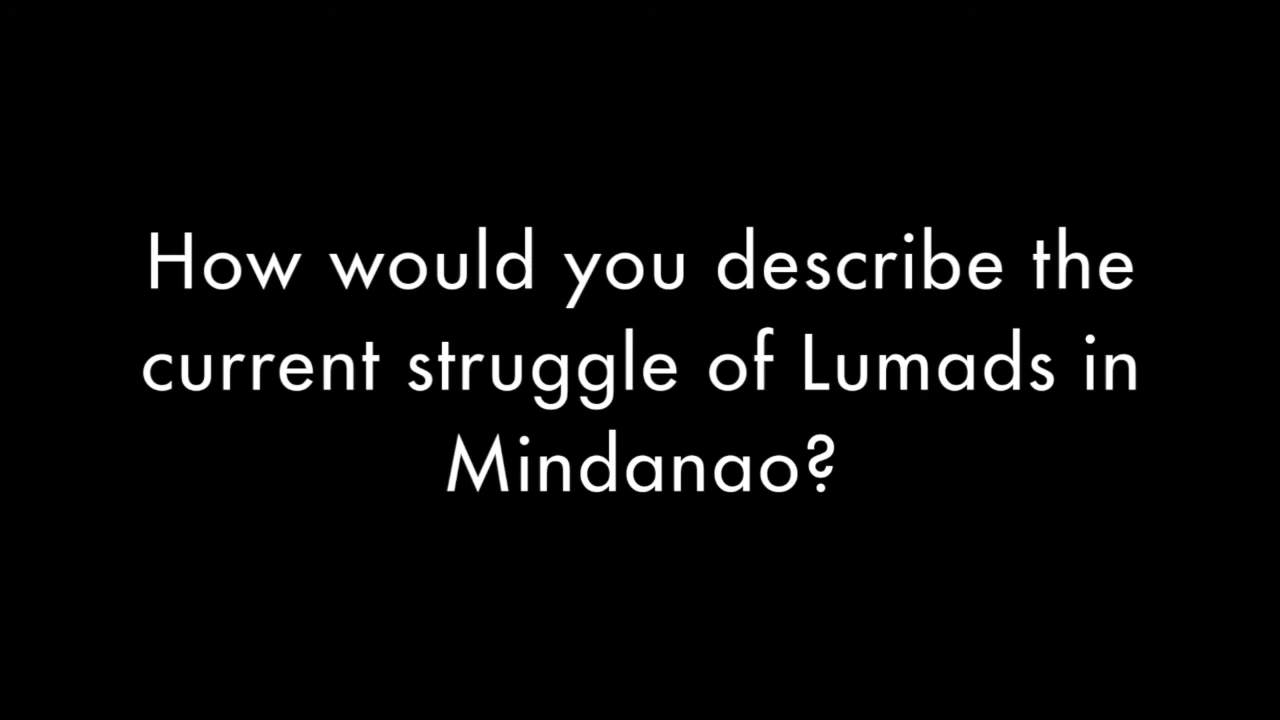 How would you describe the
current struggle of Lumads in
Mindanao?